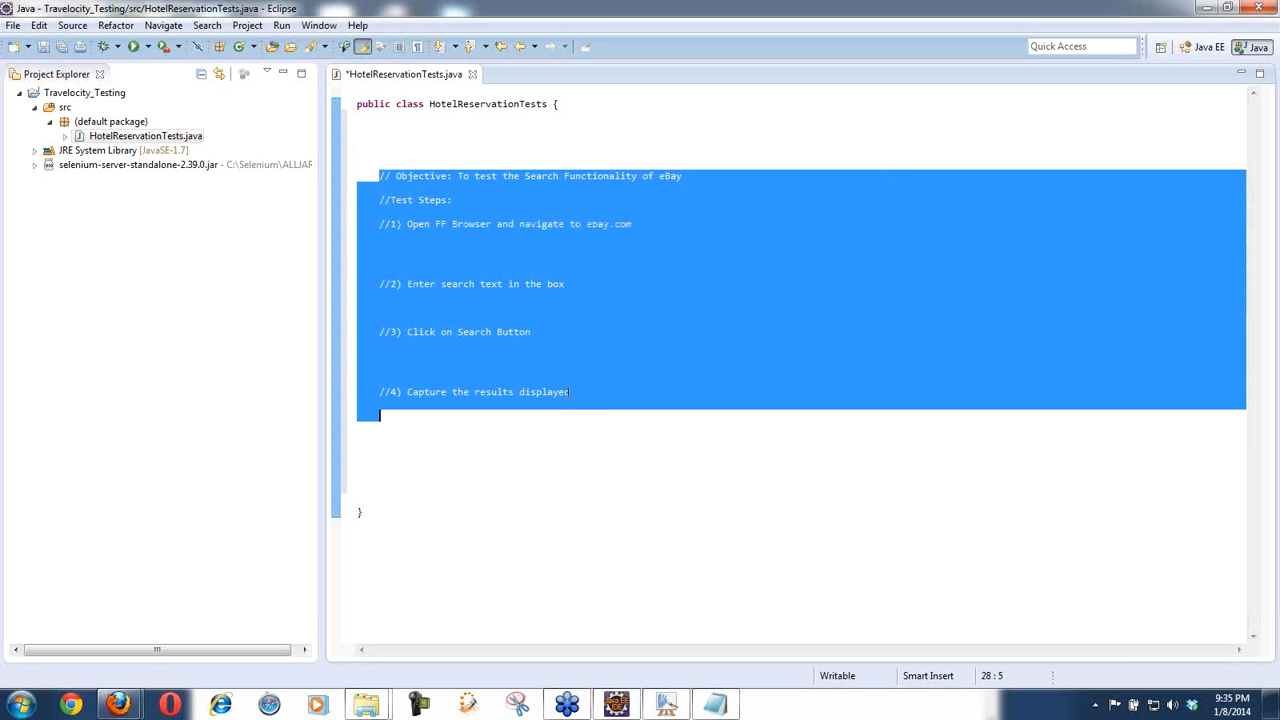 Java - Travelocity_Testing/src/HotelReservationTests.java - Eclipse
File Edit Source Refactor Navigate Search Project Run Window Help
Quick Access
Java EE
Java
Project Explorer
*HotelReservationTests.java
Travelocity_Testing
src
(default package)
HotelReservationTests.java
JRE System Library [JavaSE-1.7]
selenium-server-standalone-2.39.0.jar - C:\Selenium\ALLJAR
public class HotelReservationTests {
// Objective: To test the Search Functionality of eBay
//Test Steps:
//1) Open FF Browser and navigate to ebay.com
//2) Enter search text in the box
//3) Click on Search Button
//4) Capture the results displayed
}
Writable
Smart Insert
28 : 5
9:35 PM
1/8/2014